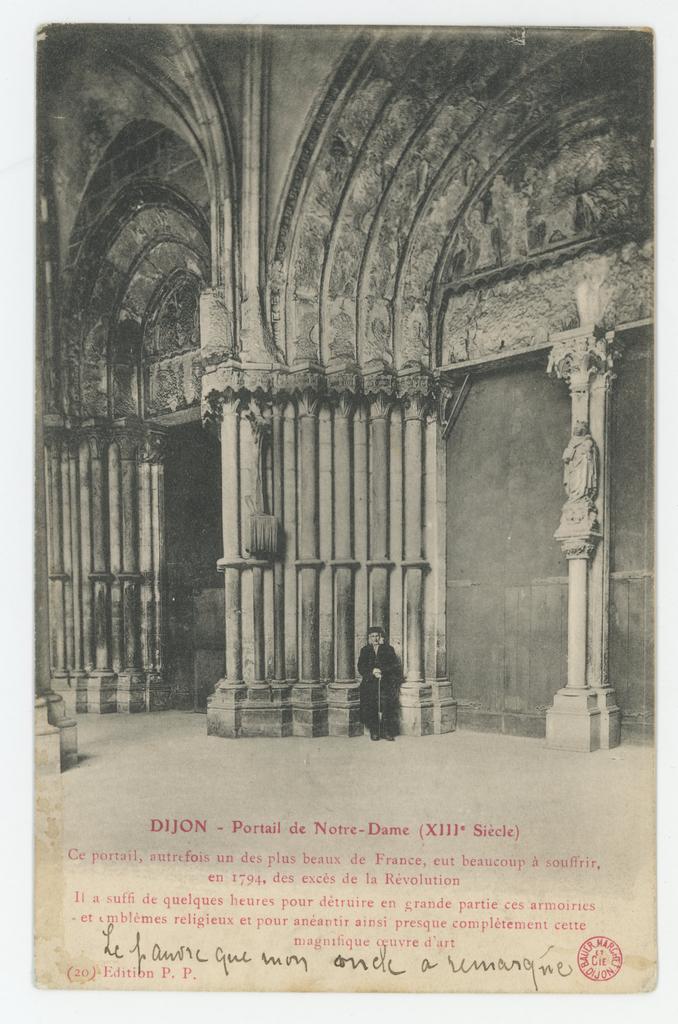 DIJON - Portail de Notre-Dame (XIIIᵉ Siècle)
Ce portail, autrefois un des plus beaux de France, eut beaucoup à souffrir,
en 1794, des excès de la Révolution
Il a suffi de quelques heures pour détruire en grande partie ces armoiries
- et emblèmes religieux et pour anéantir ainsi presque complètement cette
magnifique œuvre d'art
Le pauvre que mon oncle a remarqué
(20) Edition P. P.
BAUER, MARCHET ET Cie DIJON